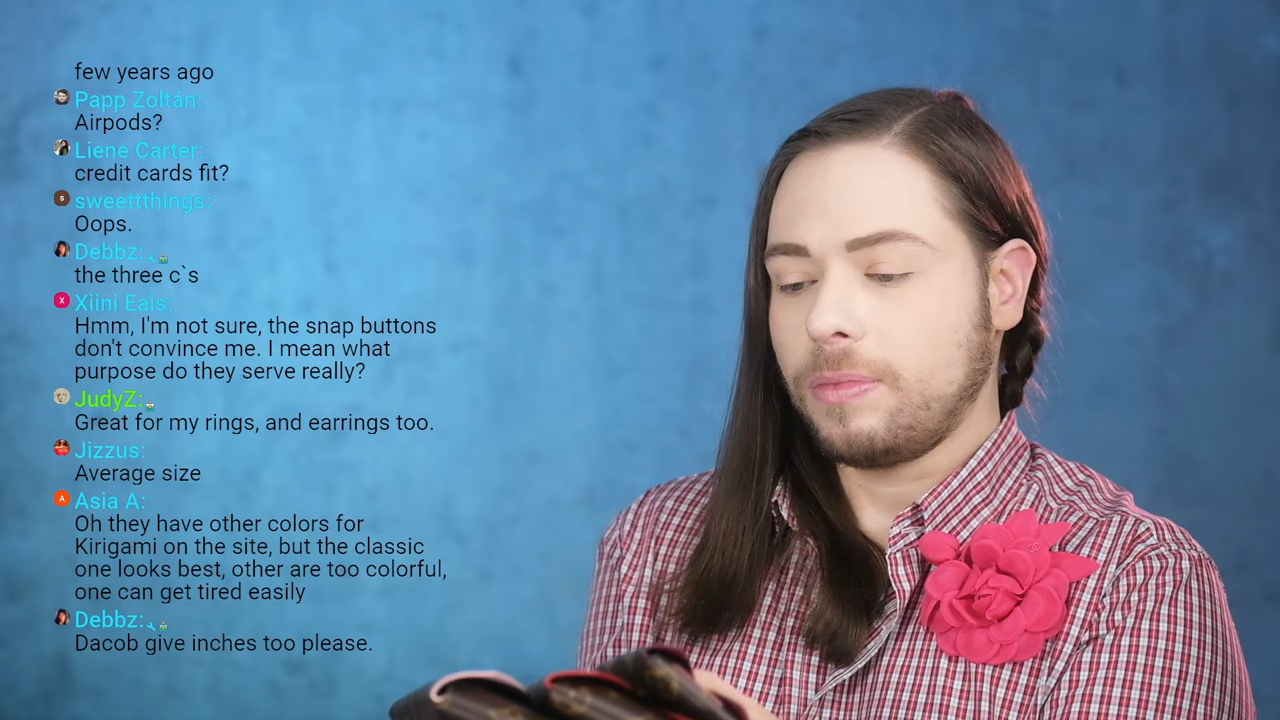 few years ago
Papp Zoltán:
Airpods?
Liene Carter:
credit cards fit?
S
sweettthings:
Oops.
Debbz:
the three c`s
X
Xiini Eais:
Hmm, I'm not sure, the snap buttons
don't convince me. I mean what
purpose do they serve really?
JudyZ:
Great for my rings, and earrings too.
Jizzus:
Average size
A
Asia A:
Oh they have other colors for
Kirigami on the site, but the classic
one looks best, other are too colorful,
one can get tired easily
Debbz:
Dacob give inches too please.